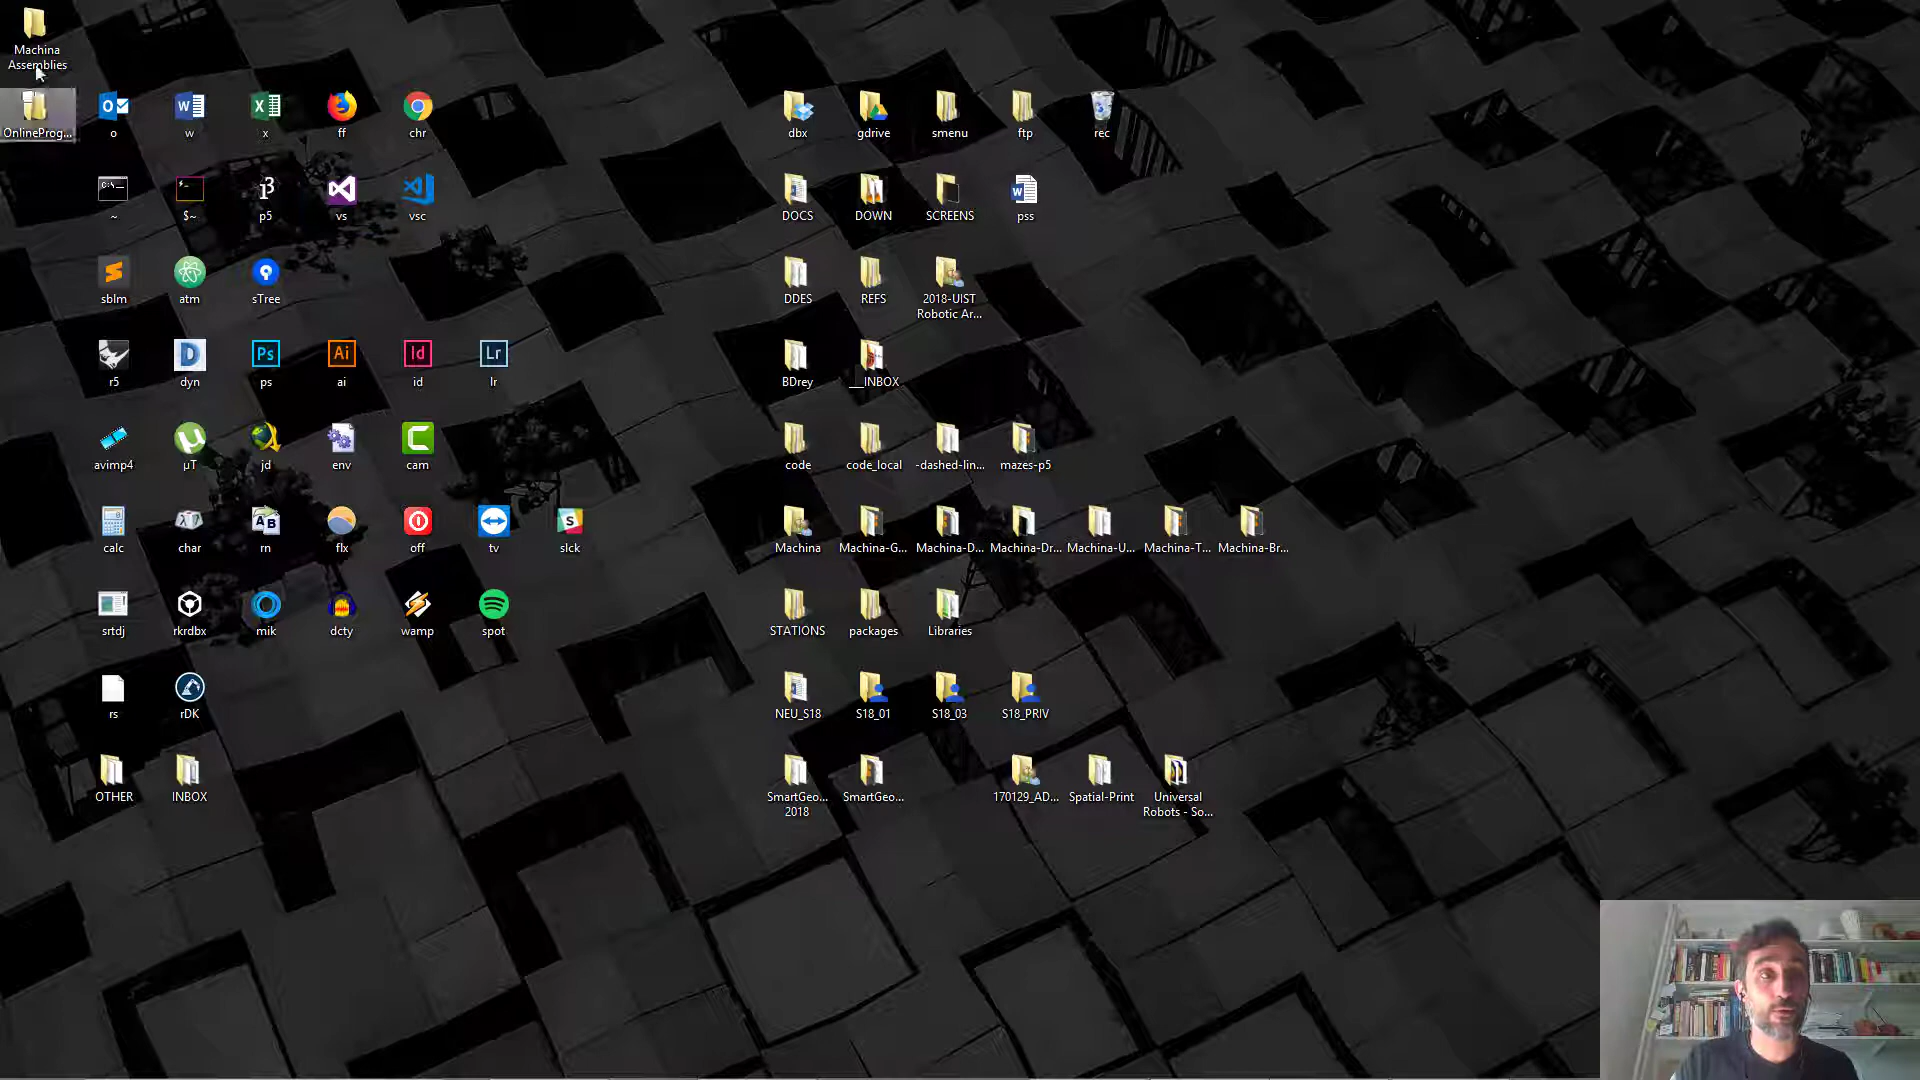 Machina
Assemblies
OnlineProg...
o
w
x
ff
chr
dbx
gdrive
smenu
ftp
rec
~
$~
p5
vs
vsc
DOCS
DOWN
SCREENS
pss
sblm
atm
sTree
DDES
REFS
2018-UIST
Robotic Ar...
r5
dyn
ps
ai
id
lr
BDrey
___INBOX
avimp4
µT
jd
env
cam
code
code_local
-dashed-lin...
mazes-p5
calc
char
rn
flx
off
tv
slck
Machina
Machina-G...
Machina-D...
Machina-Dr...
Machina-U...
Machina-T...
Machina-Br...
srtdj
rkrdbx
mik
dcty
wamp
spot
STATIONS
packages
Libraries
rs
rDK
NEU_S18
S18_01
S18_03
S18_PRIV
OTHER
INBOX
SmartGeo...
2018
SmartGeo...
170129_AD...
Spatial-Print
Universal
Robots - So...